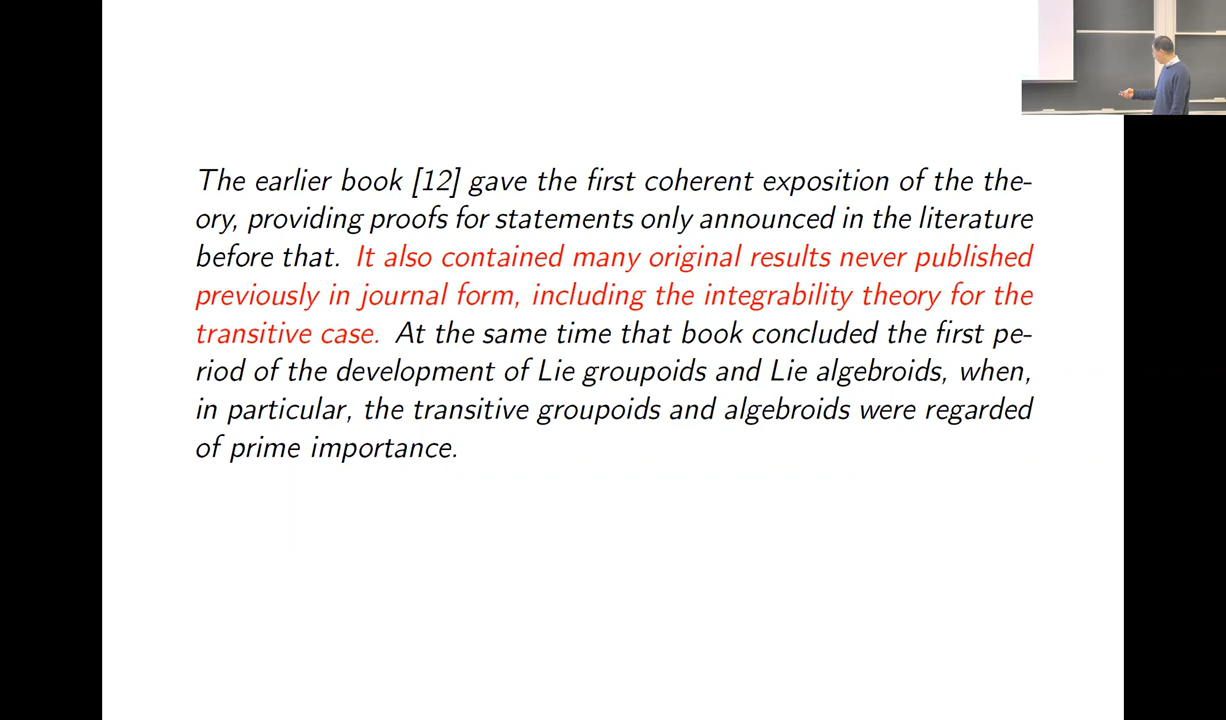 The earlier book [12] gave the first coherent exposition of the the-
ory, providing proofs for statements only announced in the literature
before that. It also contained many original results never published
previously in journal form, including the integrability theory for the
transitive case. At the same time that book concluded the first pe-
riod of the development of Lie groupoids and Lie algebroids, when,
in particular, the transitive groupoids and algebroids were regarded
of prime importance.